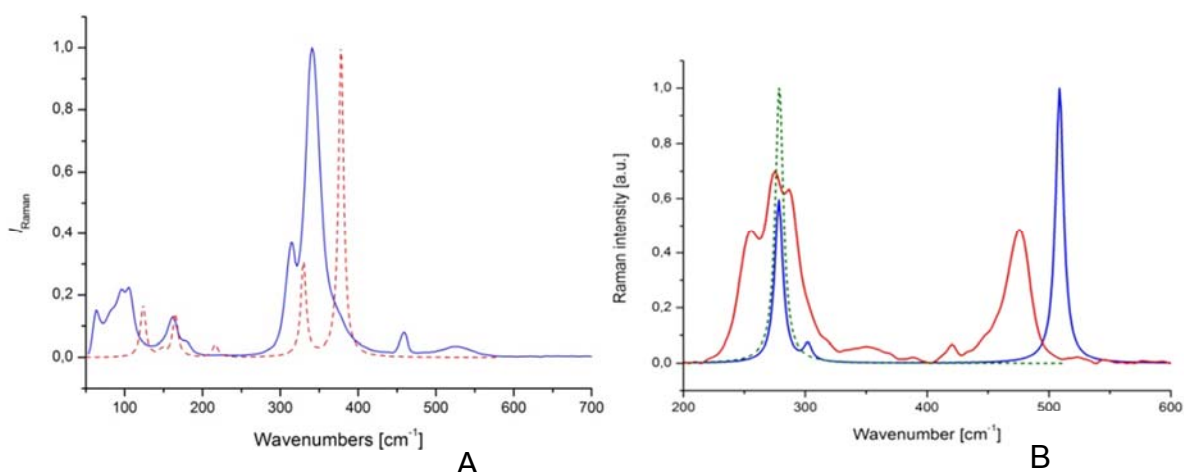 1,0
0,8
0,6
0,4
0,2
0,0
I Raman
100 200 300 400 500 600 700
Wavenumbers [cm-1]
A
1,0
0,8
0,6
0,4
0,2
0,0
Raman intensity [a.u.]
200 300 400 500 600
Wavenumber [cm-1]
B